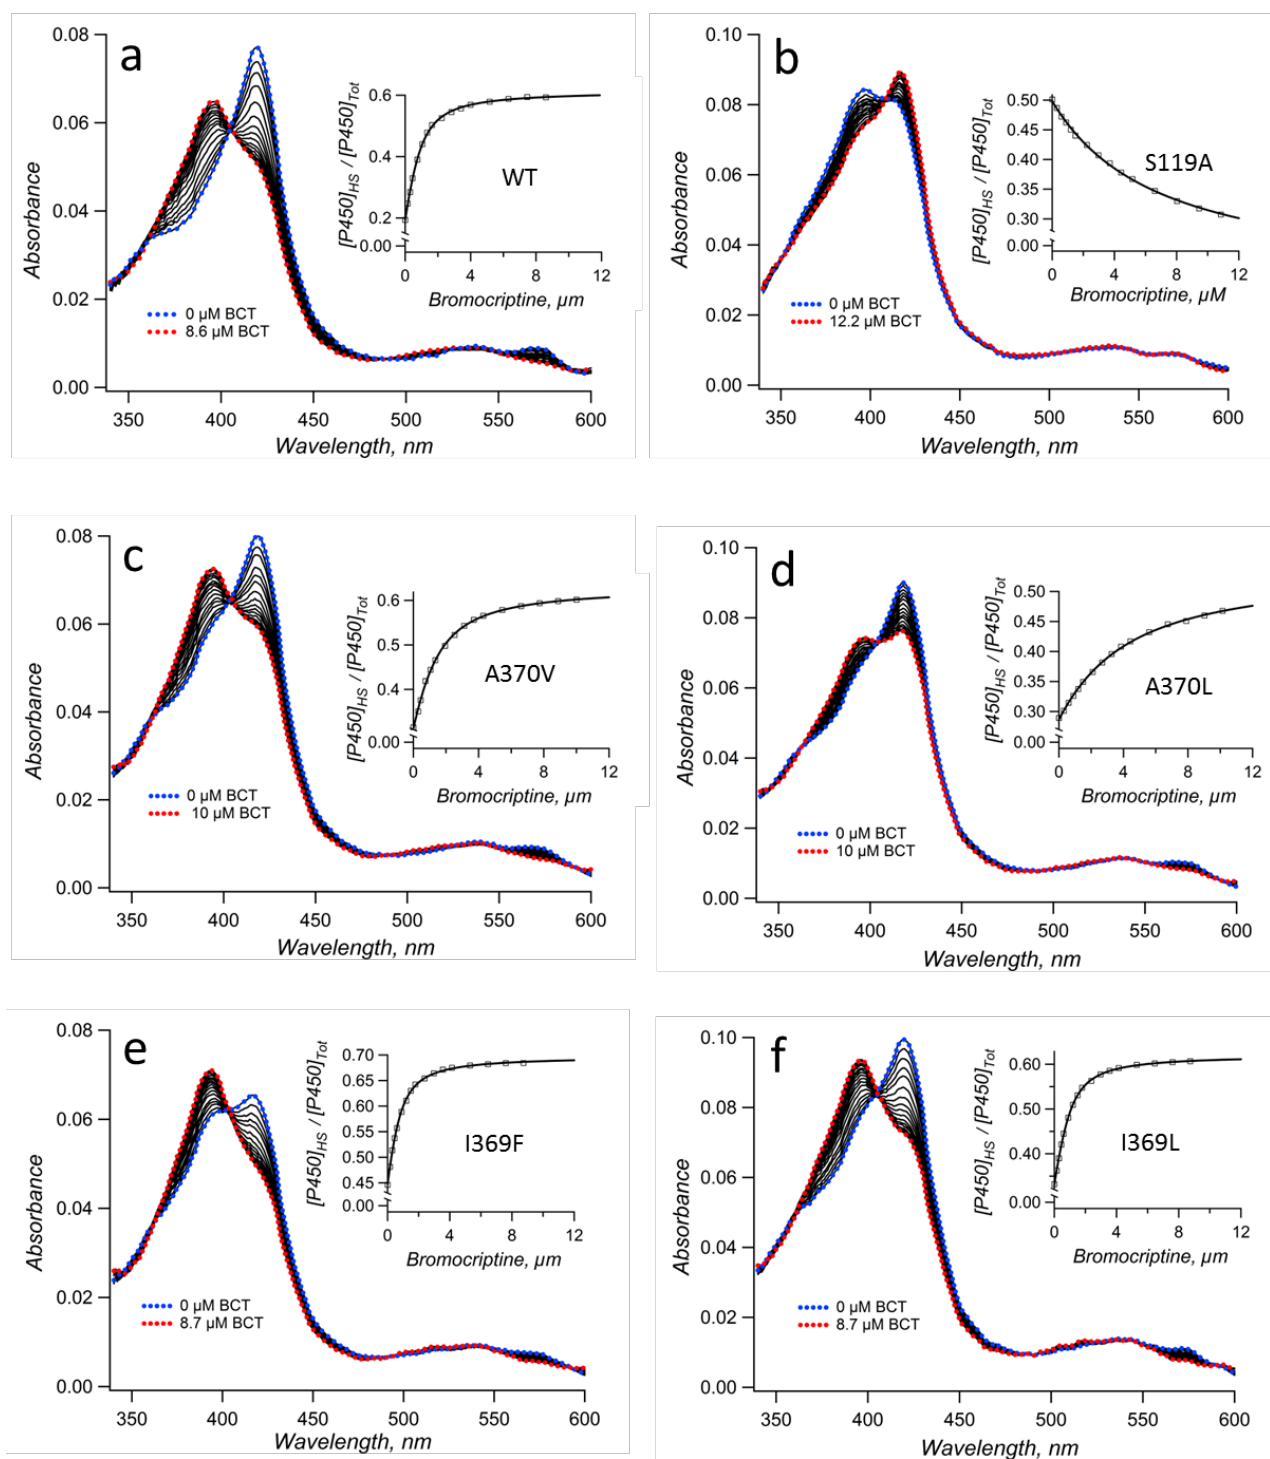 a
0.08
0.06
0.04
0.02
0.00
Absorbance
350 400 450 500 550 600
Wavelength, nm
0 µM BCT
8.6 µM BCT
[P450]HS / [P450]Tot
0.6
0.4
0.2
0.00
WT
0 4 8 12
Bromocriptine, µm
b
0.10
0.08
0.06
0.04
0.02
0.00
Absorbance
350 400 450 500 550 600
Wavelength, nm
0 µM BCT
12.2 µM BCT
[P450]HS / [P450]Tot
0.50
0.45
0.40
0.35
0.30
0.00
S119A
0 4 8 12
Bromocriptine, µM
c
0.08
0.06
0.04
0.02
0.00
Absorbance
350 400 450 500 550 600
Wavelength, nm
0 µM BCT
10 µM BCT
[P450]HS / [P450]Tot
0.6
0.5
0.4
0.00
A370V
0 4 8 12
Bromocriptine, µm
d
0.10
0.08
0.06
0.04
0.02
0.00
Absorbance
350 400 450 500 550 600
Wavelength, nm
0 µM BCT
10 µM BCT
[P450]HS / [P450]Tot
0.50
0.45
0.40
0.35
0.30
0.00
A370L
0 4 8 12
Bromocriptine, µm
e
0.08
0.06
0.04
0.02
0.00
Absorbance
350 400 450 500 550 600
Wavelength, nm
0 µM BCT
8.7 µM BCT
[P450]HS / [P450]Tot
0.70
0.65
0.60
0.55
0.50
0.45
0.00
I369F
0 4 8 12
Bromocriptine, µm
f
0.10
0.08
0.06
0.04
0.02
0.00
Absorbance
350 400 450 500 550 600
Wavelength, nm
0 µM BCT
8.7 µM BCT
[P450]HS / [P450]Tot
0.60
0.50
0.40
0.00
I369L
0 4 8 12
Bromocriptine, µm